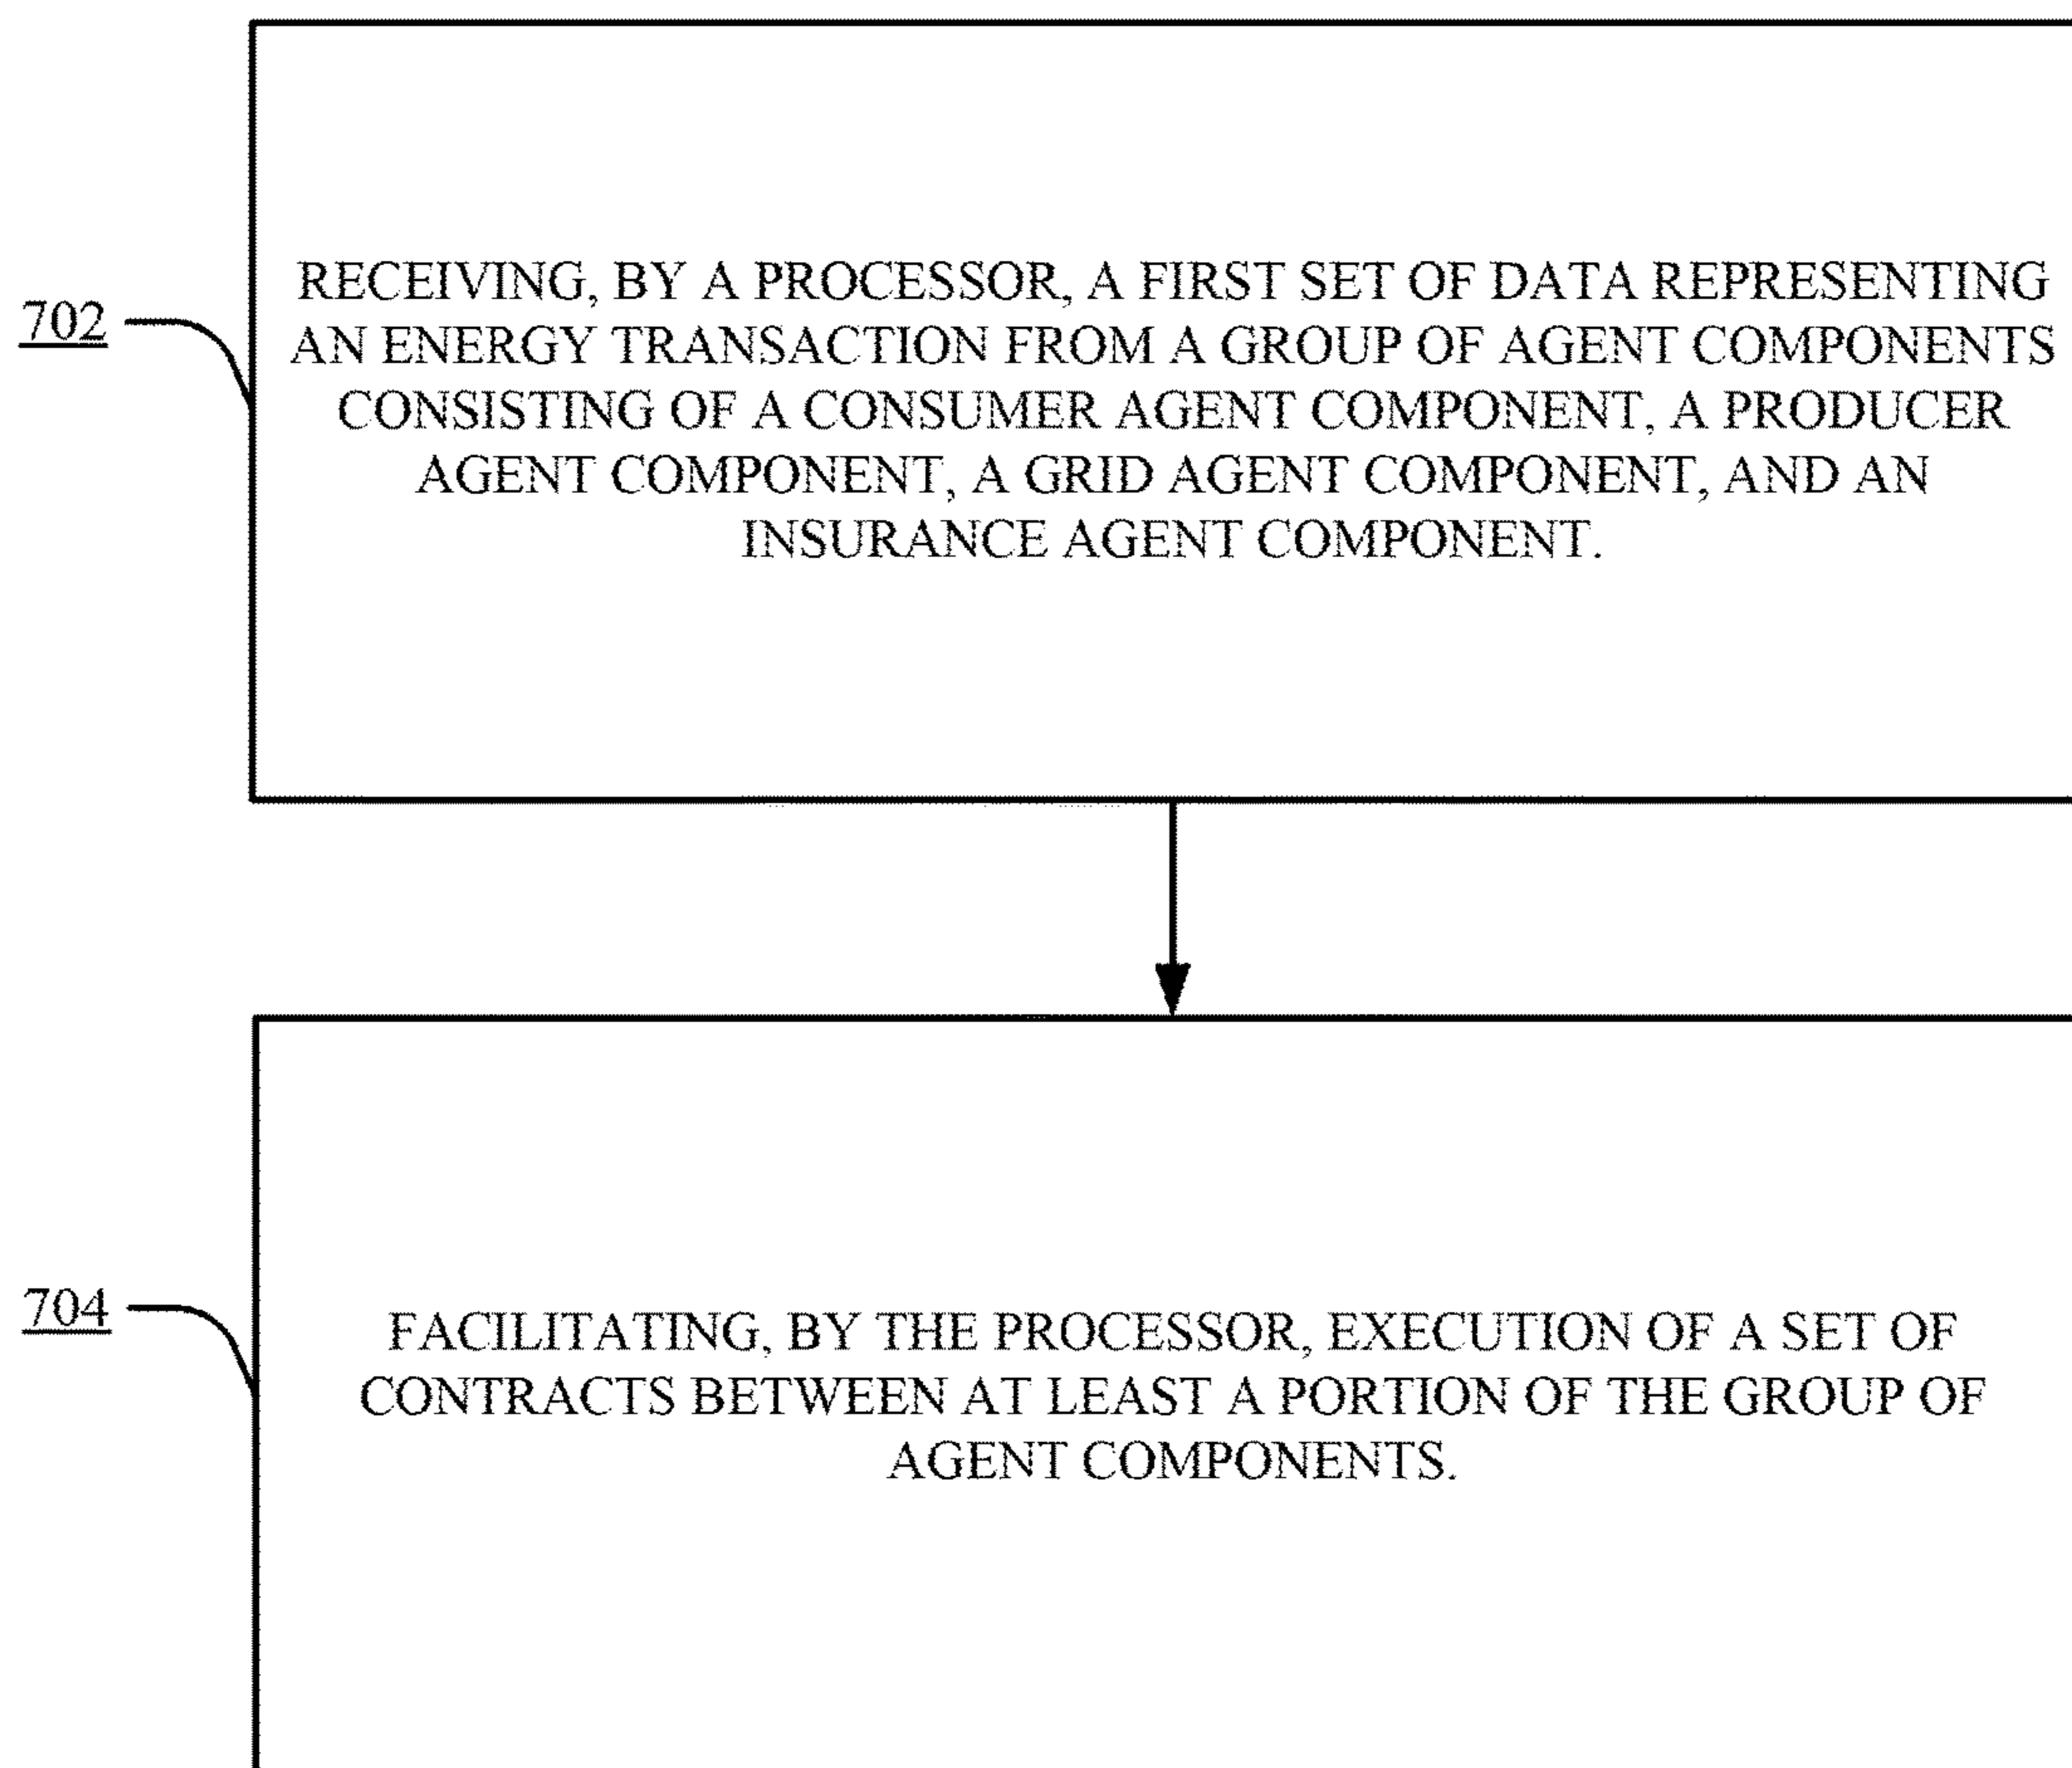 702
RECEIVING, BY A PROCESSOR, A FIRST SET OF DATA REPRESENTING
AN ENERGY TRANSACTION FROM A GROUP OF AGENT COMPONENTS
CONSISTING OF A CONSUMER AGENT COMPONENT, A PRODUCER
AGENT COMPONENT, A GRID AGENT COMPONENT, AND AN
INSURANCE AGENT COMPONENT.
704
FACILITATING, BY THE PROCESSOR, EXECUTION OF A SET OF
CONTRACTS BETWEEN AT LEAST A PORTION OF THE GROUP OF
AGENT COMPONENTS.